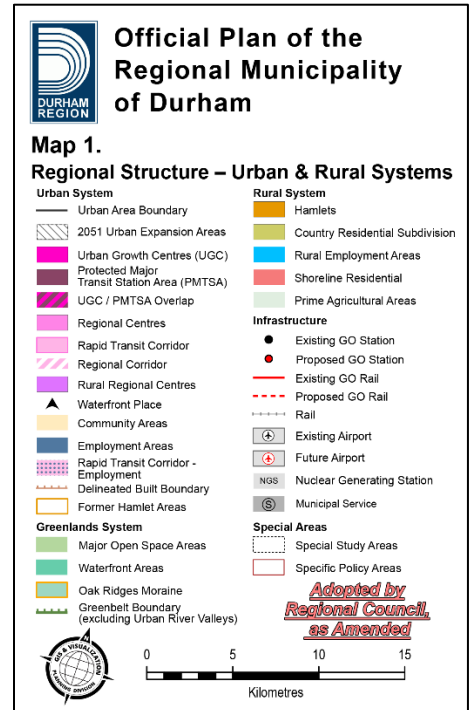 Official Plan of the
Regional Municipality
of Durham
DURHAM
REGION
Map 1.
Regional Structure – Urban & Rural Systems
Urban System
Urban Area Boundary
2051 Urban Expansion Areas
Urban Growth Centres (UGC)
Protected Major
Transit Station Area (PMTSA)
UGC / PMTSA Overlap
Regional Centres
Rapid Transit Corridor
Regional Corridor
Rural Regional Centres
Waterfront Place
Community Areas
Employment Areas
Rapid Transit Corridor -
Employment
Delineated Built Boundary
Former Hamlet Areas
Greenlands System
Major Open Space Areas
Waterfront Areas
Oak Ridges Moraine
Greenbelt Boundary
(excluding Urban River Valleys)
Rural System
Hamlets
Country Residential Subdivision
Rural Employment Areas
Shoreline Residential
Prime Agricultural Areas
Infrastructure
Existing GO Station
Proposed GO Station
Existing GO Rail
Proposed GO Rail
Rail
Existing Airport
Future Airport
NGS Nuclear Generating Station
S Municipal Service
Special Areas
Special Study Areas
Specific Policy Areas
Adopted by
Regional Council,
as Amended
GIS & VISUALIZATION
PLANNING DIVISION
0 5 10 15
Kilometres